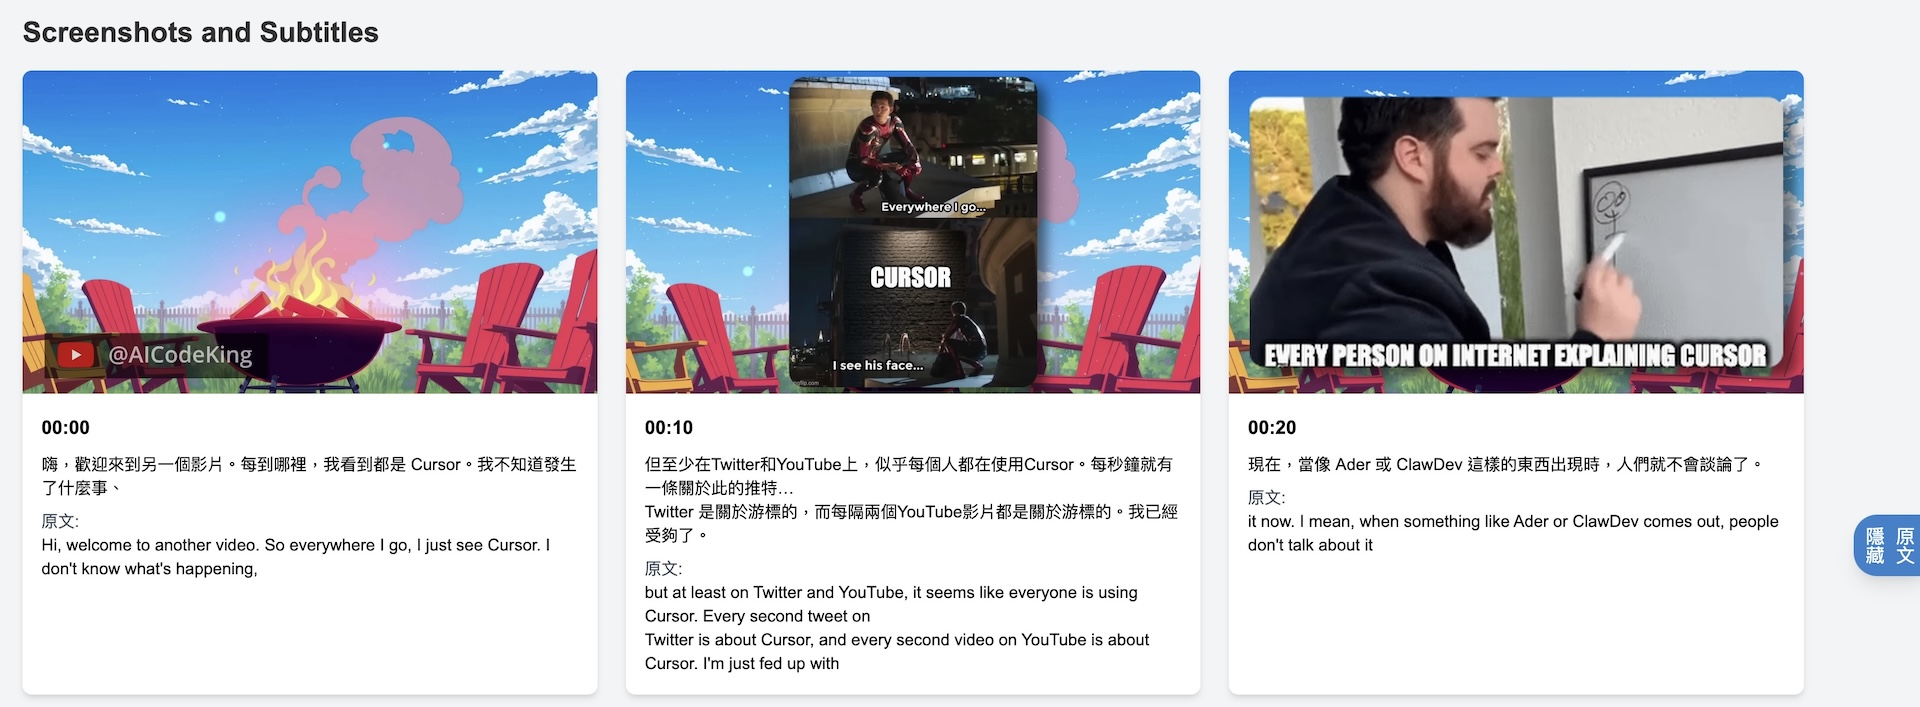 Screenshots and Subtitles
@AICodeKing
00:00
嗨，歡迎來到另一個影片。每到哪裡，我看到都是 Cursor。我不知道發生
了什麼事、
原文:
Hi, welcome to another video. So everywhere I go, I just see Cursor. I
don't know what's happening,
Everywhere I go...
CURSOR
I see his face...
imgflip.com
00:10
但至少在Twitter和YouTube上，似乎每個人都在使用Cursor。每秒鐘就有
一條關於此的推特…
Twitter 是關於游標的，而每隔兩個YouTube影片都是關於游標的。我已經
受夠了。
原文:
but at least on Twitter and YouTube, it seems like everyone is using
Cursor. Every second tweet on
Twitter is about Cursor, and every second video on YouTube is about
Cursor. I'm just fed up with
EVERY PERSON ON INTERNET EXPLAINING CURSOR
00:20
現在，當像 Ader 或 ClawDev 這樣的東西出現時，人們就不會談論了。
原文:
it now. I mean, when something like Ader or ClawDev comes out, people
don't talk about it
隱藏
原文